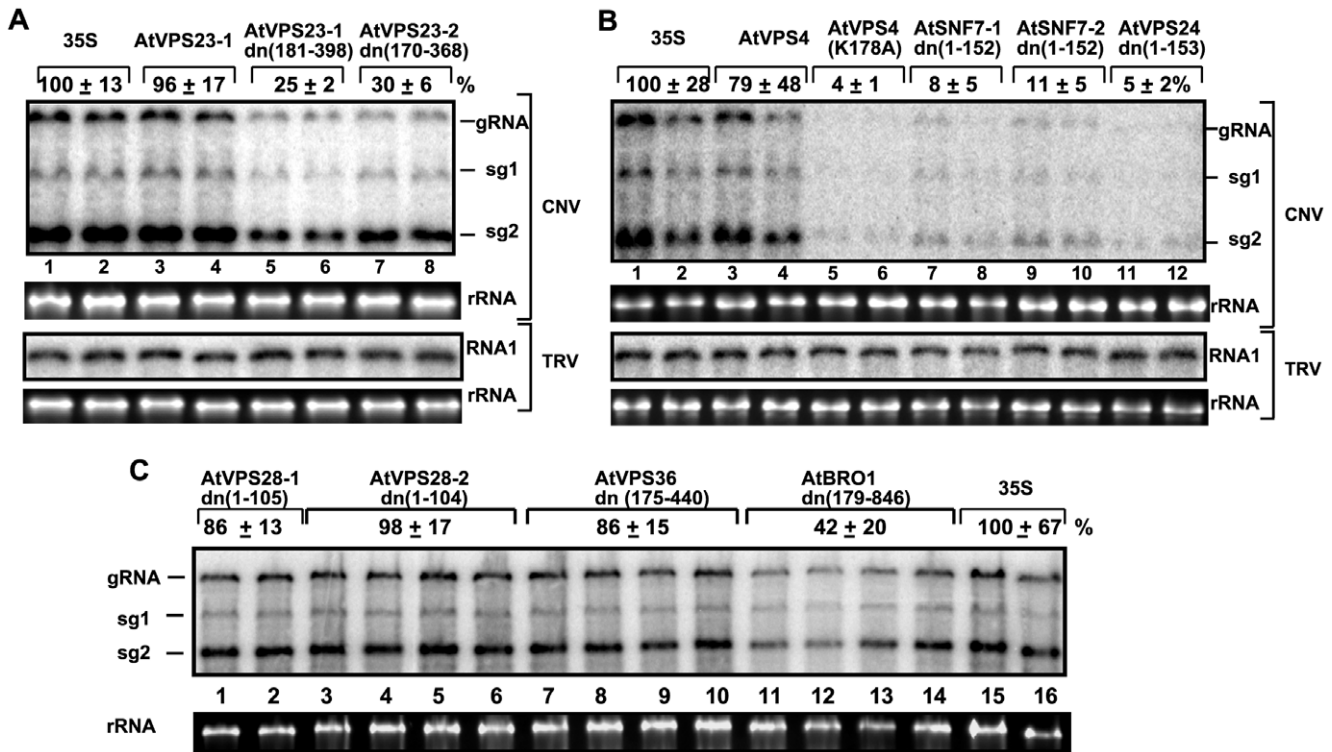 A
35S AtVPS23-1 AtVPS23-1 dn(181-398) AtVPS23-2 dn(170-368)
100 ± 13 96 ± 17 25 ± 2 30 ± 6 %
gRNA
sg1
sg2
CNV
1 2 3 4 5 6 7 8
rRNA
RNA1
TRV
rRNA
B
35S AtVPS4 AtVPS4 (K178A) AtSNF7-1 dn(1-152) AtSNF7-2 dn(1-152) AtVPS24 dn(1-153)
100 ± 28 79 ± 48 4 ± 1 8 ± 5 11 ± 5 5 ± 2%
gRNA
sg1
sg2
CNV
1 2 3 4 5 6 7 8 9 10 11 12
rRNA
RNA1
TRV
rRNA
C
AtVPS28-1 dn(1-105) AtVPS28-2 dn(1-104) AtVPS36 dn (175-440) AtBRO1 dn(179-846) 35S
86 ± 13 98 ± 17 86 ± 15 42 ± 20 100 ± 67 %
gRNA
sg1
sg2
1 2 3 4 5 6 7 8 9 10 11 12 13 14 15 16
rRNA